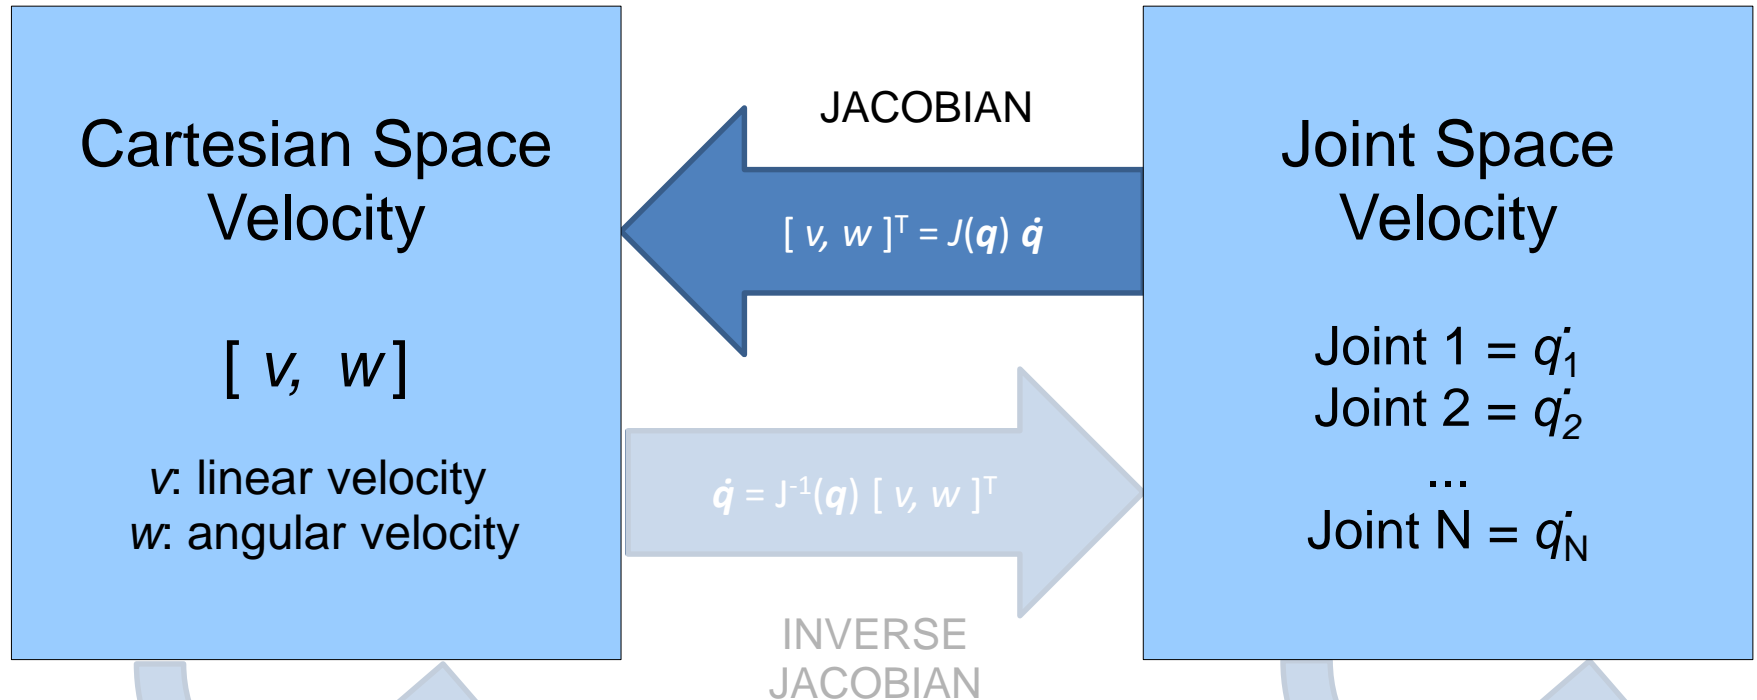 Cartesian Space
Velocity
[ v, w ]
v: linear velocity
w: angular velocity
JACOBIAN
[ v, w ]ᵀ = J(q) q̇
q̇ = J⁻¹(q) [ v, w ]ᵀ
INVERSE
JACOBIAN
Joint Space
Velocity
Joint 1 = q̇₁
Joint 2 = q̇₂
...
Joint N = q̇N